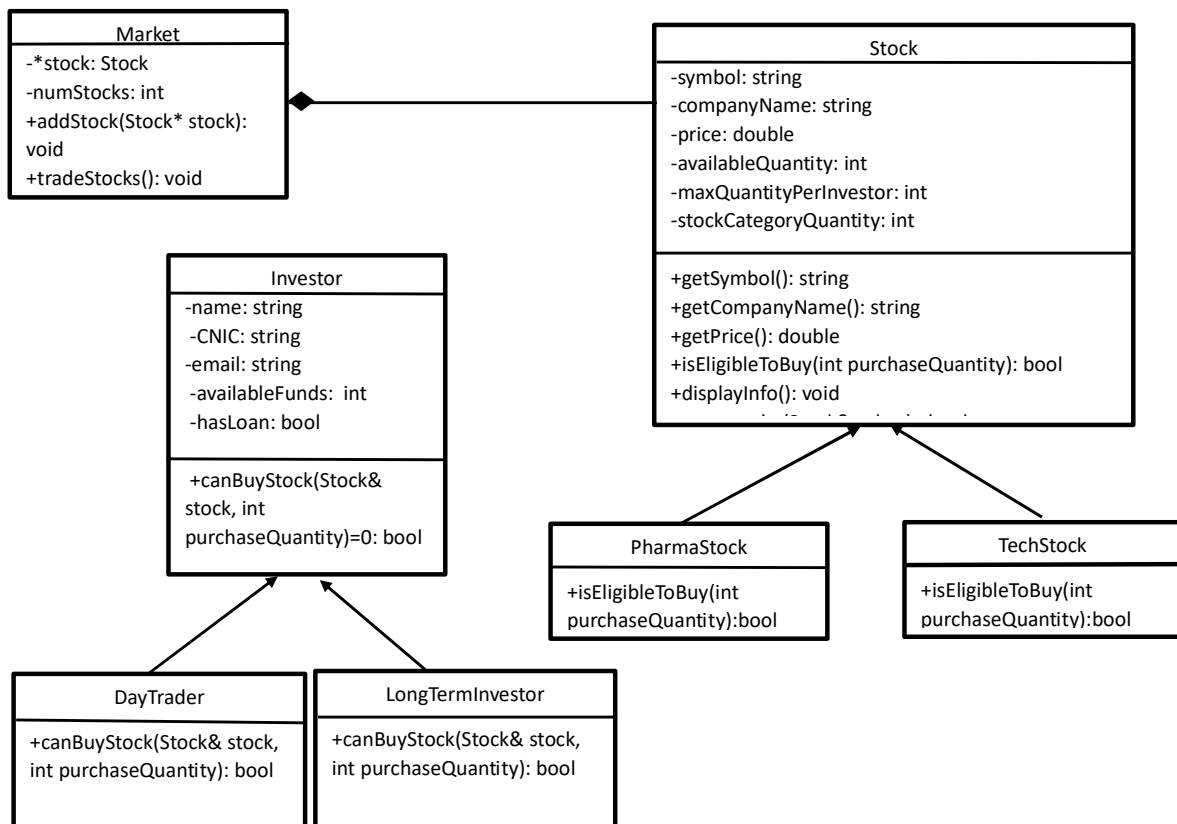 Market
-*stock: Stock
-numStocks: int
+addStock(Stock* stock):
void
+tradeStocks(): void
Stock
-symbol: string
-companyName: string
-price: double
-availableQuantity: int
-maxQuantityPerInvestor: int
-stockCategoryQuantity: int
+getSymbol(): string
+getCompanyName(): string
+getPrice(): double
+isEligibleToBuy(int purchaseQuantity): bool
+displayInfo(): void
Investor
-name: string
-CNIC: string
-email: string
-availableFunds: int
-hasLoan: bool
+canBuyStock(Stock&
stock, int
purchaseQuantity)=0: bool
PharmaStock
+isEligibleToBuy(int
purchaseQuantity):bool
TechStock
+isEligibleToBuy(int
purchaseQuantity):bool
DayTrader
+canBuyStock(Stock& stock,
int purchaseQuantity): bool
LongTermInvestor
+canBuyStock(Stock& stock,
int purchaseQuantity): bool